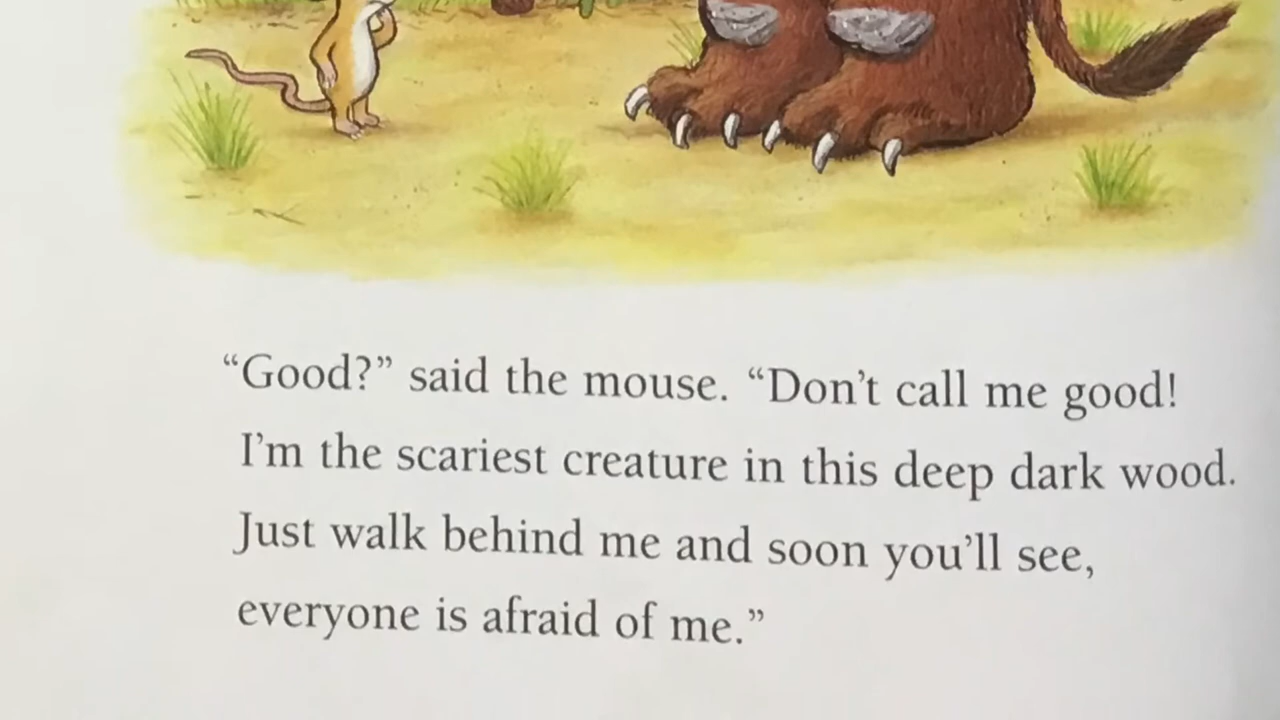 “Good?” said the mouse. “Don’t call me good!
I’m the scariest creature in this deep dark wood.
Just walk behind me and soon you’ll see,
everyone is afraid of me.”